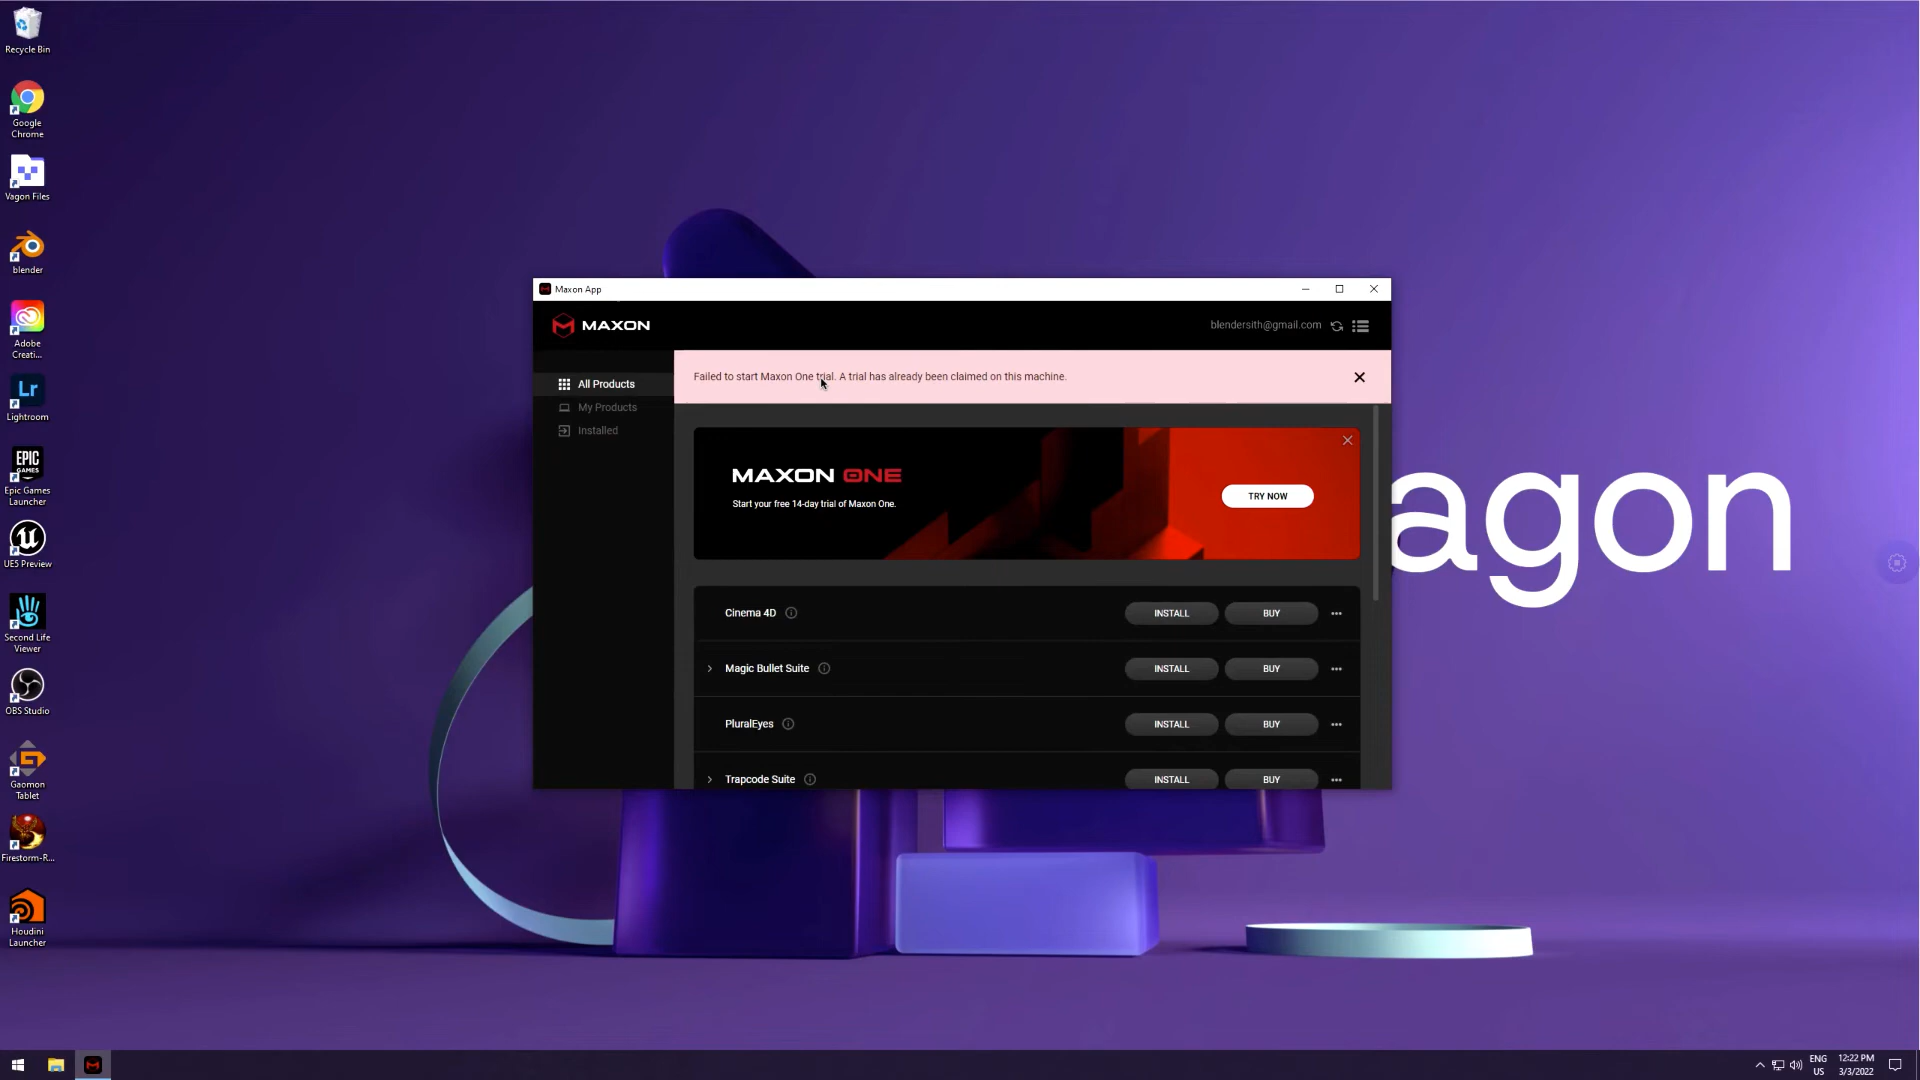 Recycle Bin
Google
Chrome
Vagon Files
blender
Adobe
Creati...
Lr
Lightroom
EPIC
GAMES
Epic Games
Launcher
UE5 Preview
Second Life
Viewer
OBS Studio
Gaomon
Tablet
Firestorm-R...
Houdini
Launcher
Maxon App
MAXON
blendersith@gmail.com
All Products
My Products
Installed
Failed to start Maxon One trial. A trial has already been claimed on this machine.
MAXON ONE
Start your free 14-day trial of Maxon One.
TRY NOW
Cinema 4D
INSTALL
BUY
Magic Bullet Suite
INSTALL
BUY
PluralEyes
INSTALL
BUY
Trapcode Suite
INSTALL
BUY
agon
ENG
US
12:22 PM
3/3/2022